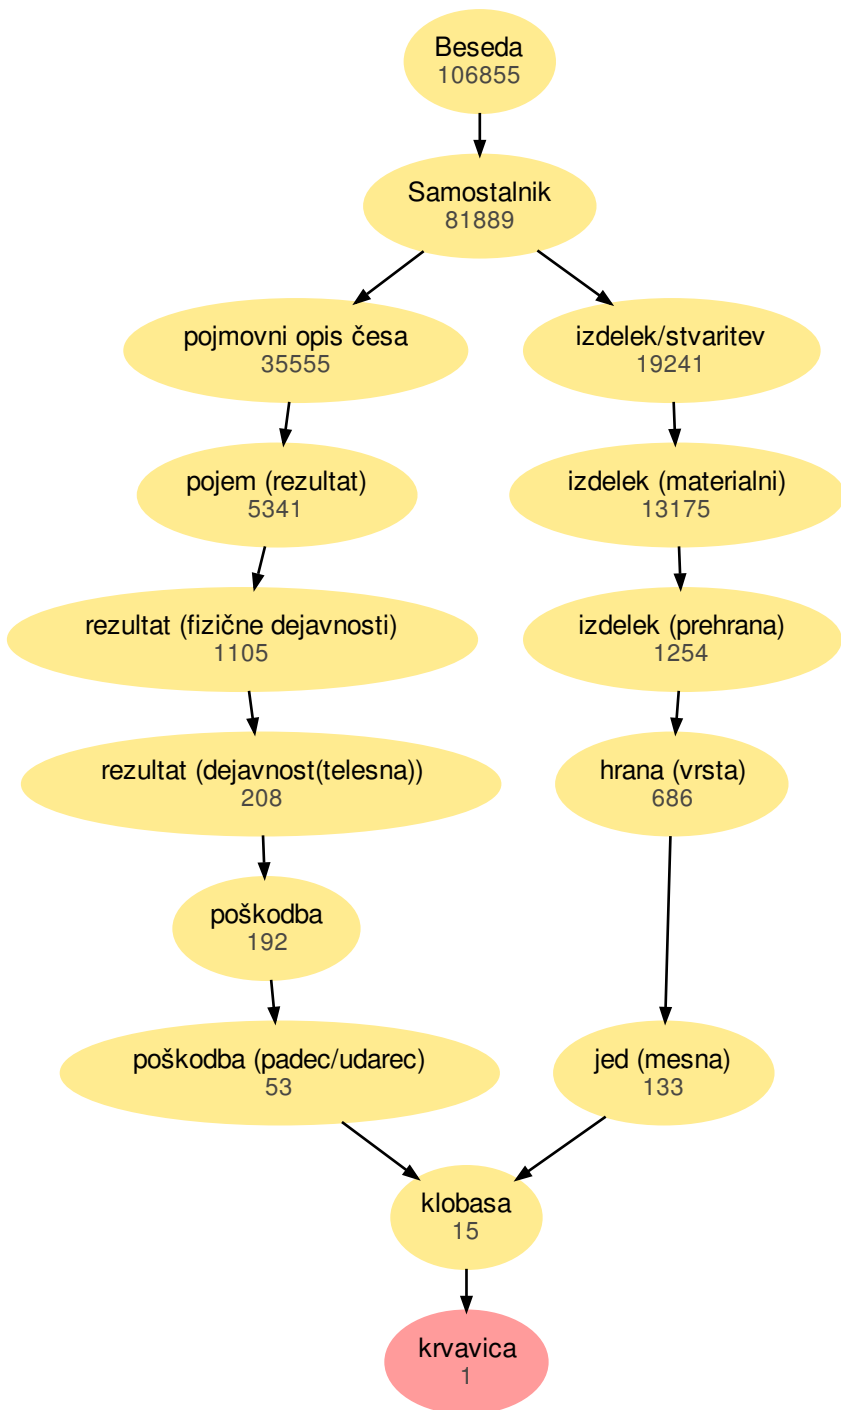 Beseda
106855
Samostalnik
81889
pojmovni opis česa
35555
izdelek/stvaritev
19241
pojem (rezultat)
5341
izdelek (materialni)
13175
rezultat (fizične dejavnosti)
1105
izdelek (prehrana)
1254
rezultat (dejavnost(telesna))
208
hrana (vrsta)
686
poškodba
192
poškodba (padec/udarec)
53
jed (mesna)
133
klobasa
15
krvavica
1